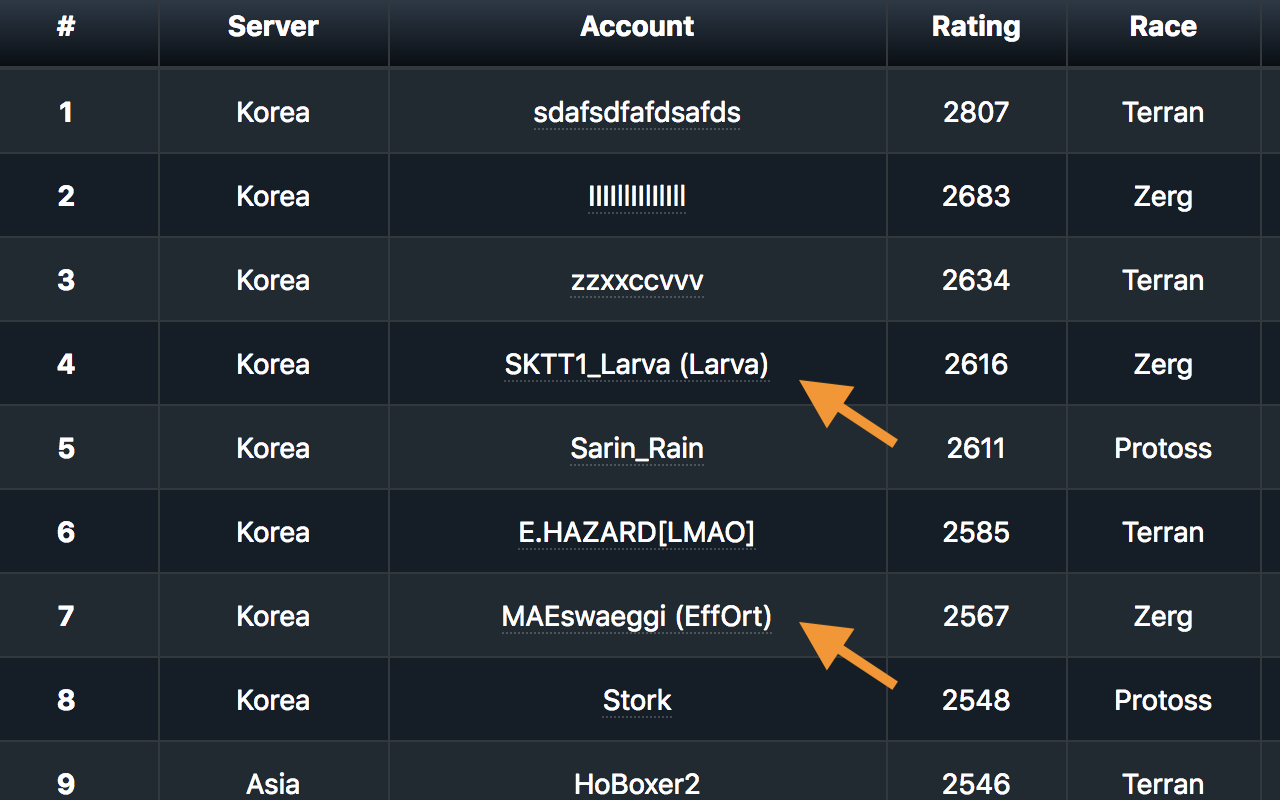 # Server Account Rating Race
1 Korea sdafsdfafdsafds 2807 Terran
2 Korea 2683 Zerg
3 Korea zzxxccvvv 2634 Terran
4 Korea SKTT1_Larva (Larva) 2616 Zerg
5 Korea Sarin_Rain 2611 Protoss
6 Korea E.HAZARD[LMAO] 2585 Terran
7 Korea MAEswaeggi (EffOrt) 2567 Zerg
8 Korea Stork 2548 Protoss
9 Asia HoBoxer2 2546 Terran